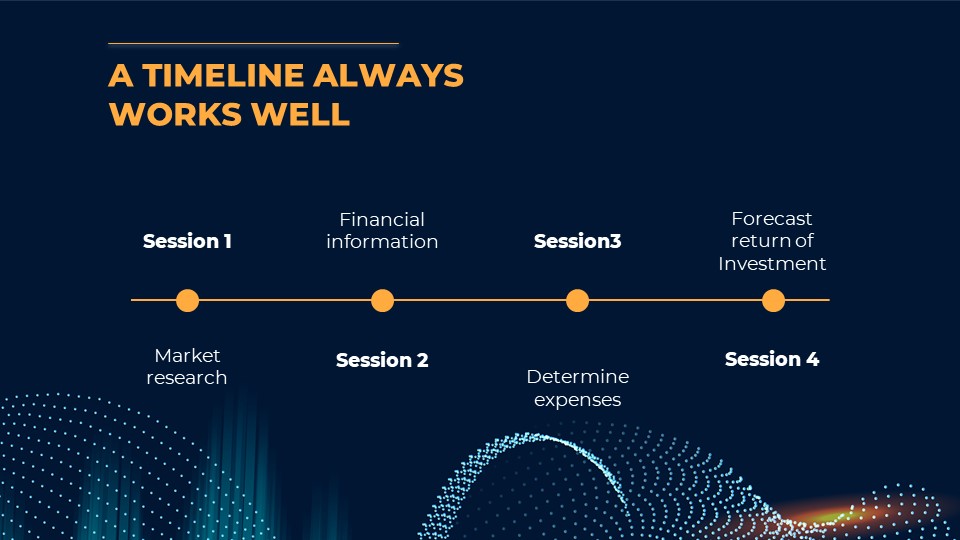 A TIMELINE ALWAYS
WORKS WELL
Session 1
Market
research
Financial
information
Session 2
Session3
Determine
expenses
Forecast
return of
Investment
Session 4